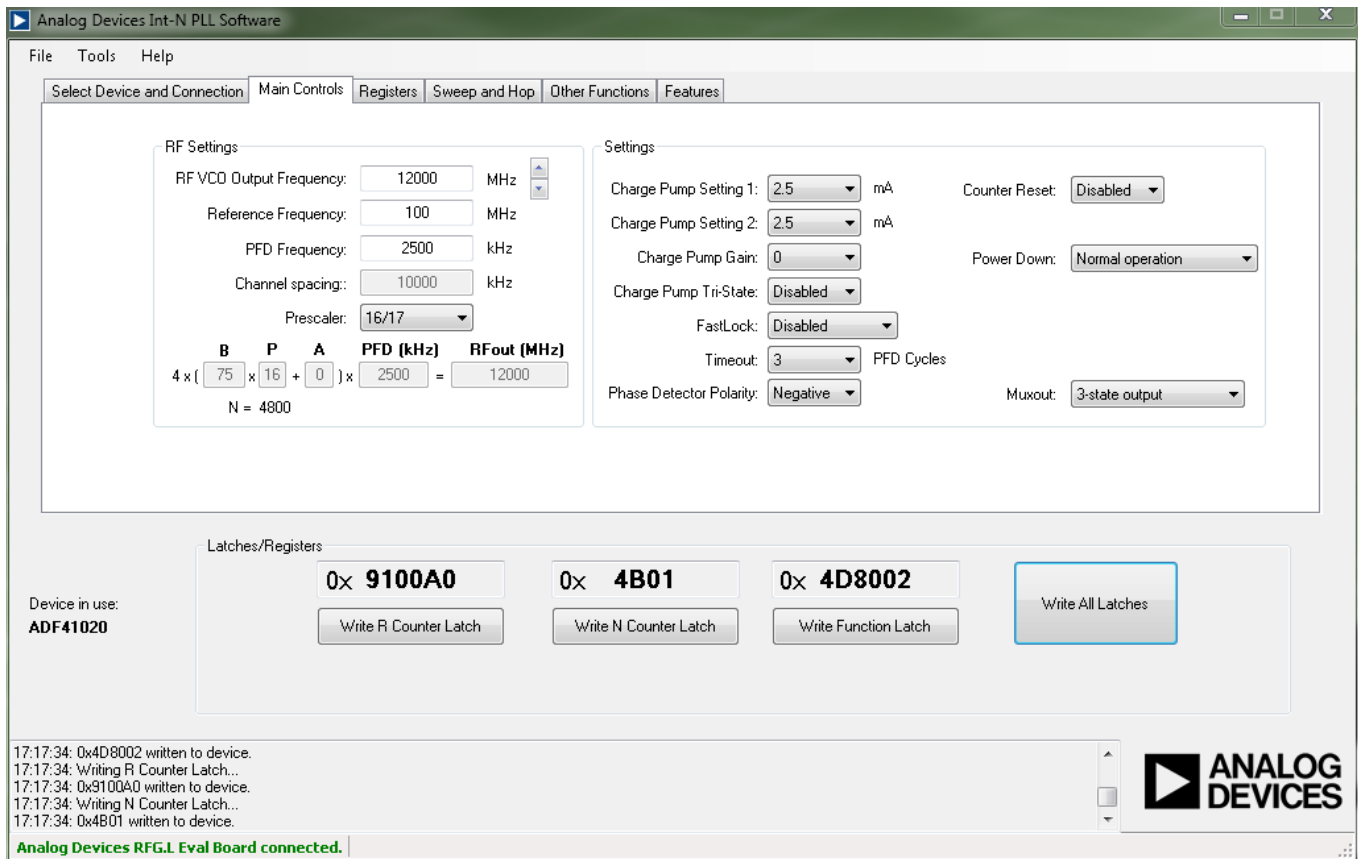 Analog Devices Int-N PLL Software
File Tools Help
Select Device and Connection Main Controls Registers Sweep and Hop Other Functions Features
RF Settings
RF VCO Output Frequency: 12000 MHz
Reference Frequency: 100 MHz
PFD Frequency: 2500 kHz
Channel spacing:: 10000 kHz
Prescaler: 16/17
B P A PFD (kHz) RFout (MHz)
4 x ( 75 x 16 + 0 ) x 2500 = 12000
N = 4800
Settings
Charge Pump Setting 1: 2.5 mA Counter Reset: Disabled
Charge Pump Setting 2: 2.5 mA
Charge Pump Gain: 0 Power Down: Normal operation
Charge Pump Tri-State: Disabled
FastLock: Disabled
Timeout: 3 PFD Cycles
Phase Detector Polarity: Negative Muxout: 3-state output
Latches/Registers
0x 9100A0 0x 4B01 0x 4D8002
Write R Counter Latch Write N Counter Latch Write Function Latch Write All Latches
Device in use:
ADF41020
17:17:34: 0x4D8002 written to device.
17:17:34: Writing R Counter Latch...
17:17:34: 0x9100A0 written to device.
17:17:34: Writing N Counter Latch...
17:17:34: 0x4B01 written to device.
ANALOG
DEVICES
Analog Devices RFG.L Eval Board connected.